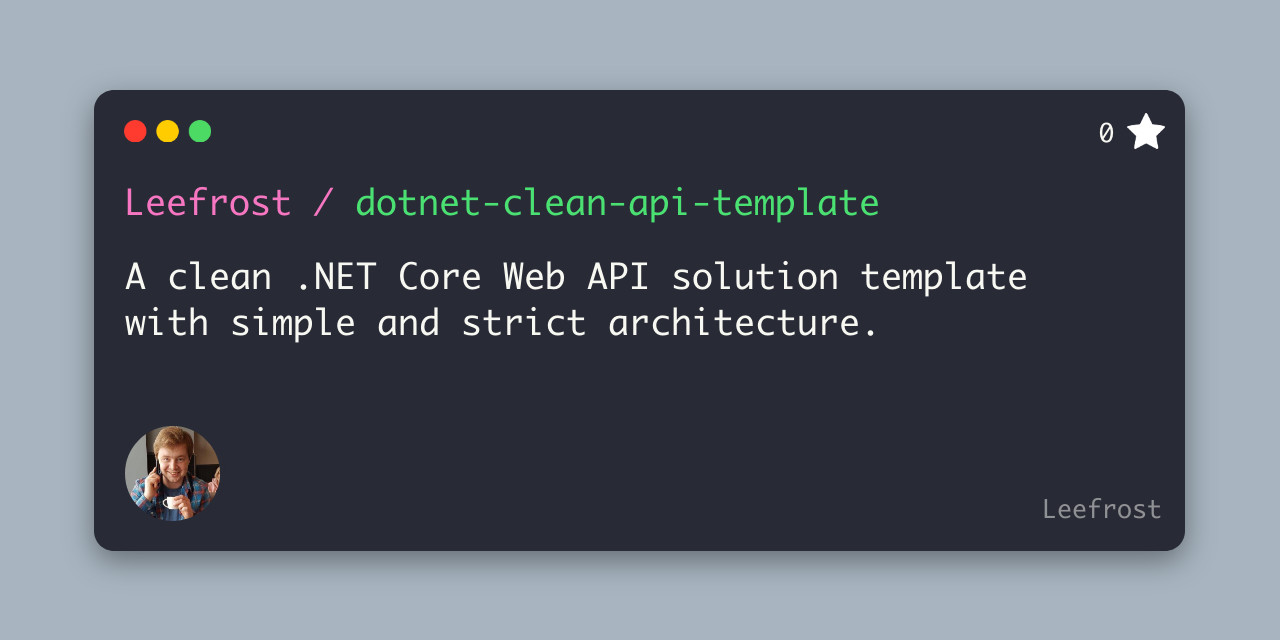 0
Leefrost / dotnet-clean-api-template
A clean .NET Core Web API solution template
with simple and strict architecture.
Leefrost